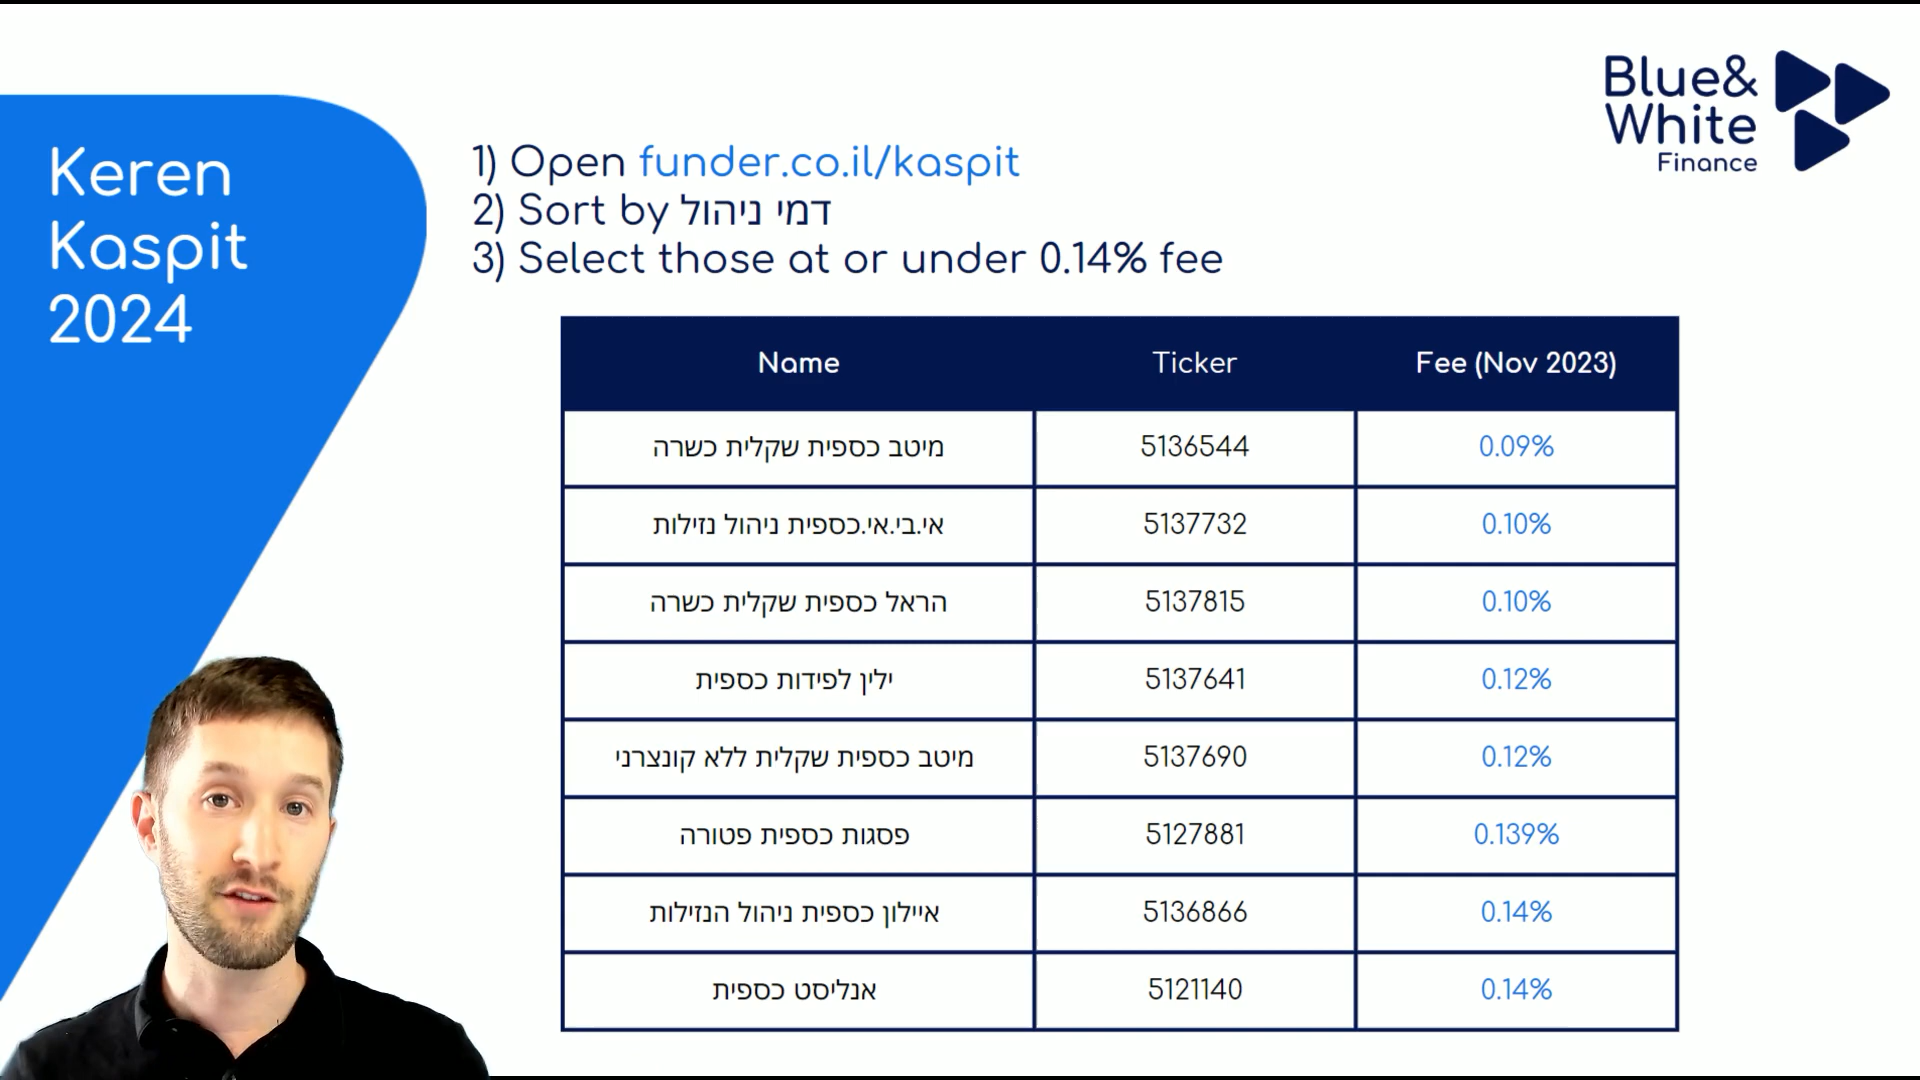 Blue&
White
Finance
Keren
Kaspit
2024
1) Open funder.co.il/kaspit
2) Sort by דמי ניהול
3) Select those at or under 0.14% fee
Name Ticker Fee (Nov 2023)
מיטב כספית שקלית כשרה 5136544 0.09%
אי.בי.אי.כספית ניהול נזילות 5137732 0.10%
הראל כספית שקלית כשרה 5137815 0.10%
ילין לפידות כספית 5137641 0.12%
מיטב כספית שקלית ללא קונצרני 5137690 0.12%
פסגות כספית פטורה 5127881 0.139%
איילון כספית ניהול הנזילות 5136866 0.14%
אנליסט כספית 5121140 0.14%